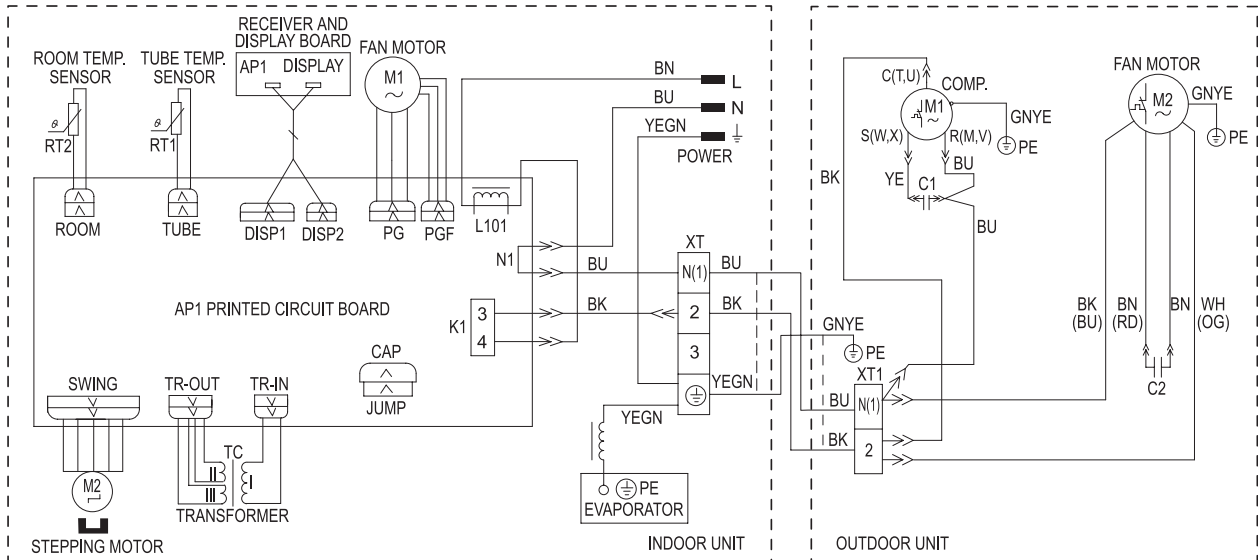 RECEIVER AND
DISPLAY BOARD
ROOM TEMP.
SENSOR
TUBE TEMP.
SENSOR
AP1 DISPLAY
FAN MOTOR
M1
~
θ
RT2
θ
RT1
ROOM
TUBE
DISP1
DISP2
PG
PGF
L101
BN
L
BU
N
YEGN
POWER
N1
BU
XT
N(1)
BU
AP1 PRINTED CIRCUIT BOARD
K1
3
4
BK
2
BK
3
YEGN
GNYE
PE
CAP
JUMP
SWING
TR-OUT
TR-IN
TC
M2
TRANSFORMER
STEPPING MOTOR
YEGN
PE
EVAPORATOR
INDOOR UNIT
C(T,U)
COMP.
M1
~
GNYE
PE
S(W,X)
R(M,V)
BK
YE
C1
BU
BU
FAN MOTOR
M2
~
GNYE
PE
BK
(BU)
BN
(RD)
BN
WH
(OG)
C2
XT1
BU
N(1)
BK
2
OUTDOOR UNIT